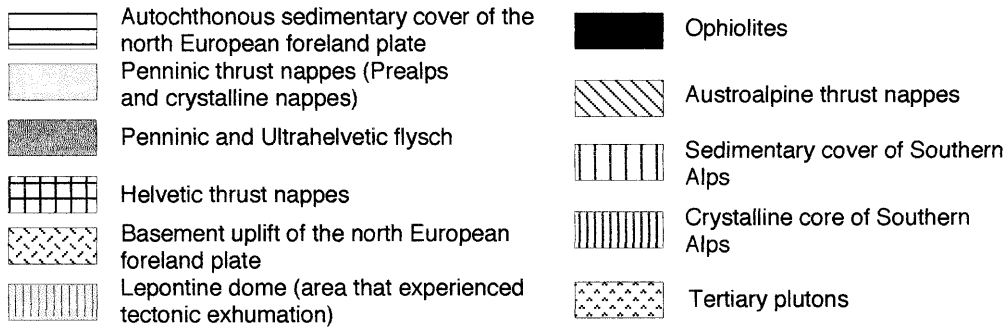 Autochthonous sedimentary cover of the
north European foreland plate
Penninic thrust nappes (Prealps
and crystalline nappes)
Penninic and Ultrahelvetic flysch
Helvetic thrust nappes
Basement uplift of the north European
foreland plate
Lepontine dome (area that experienced
tectonic exhumation)
Ophiolites
Austroalpine thrust nappes
Sedimentary cover of Southern
Alps
Crystalline core of Southern
Alps
Tertiary plutons